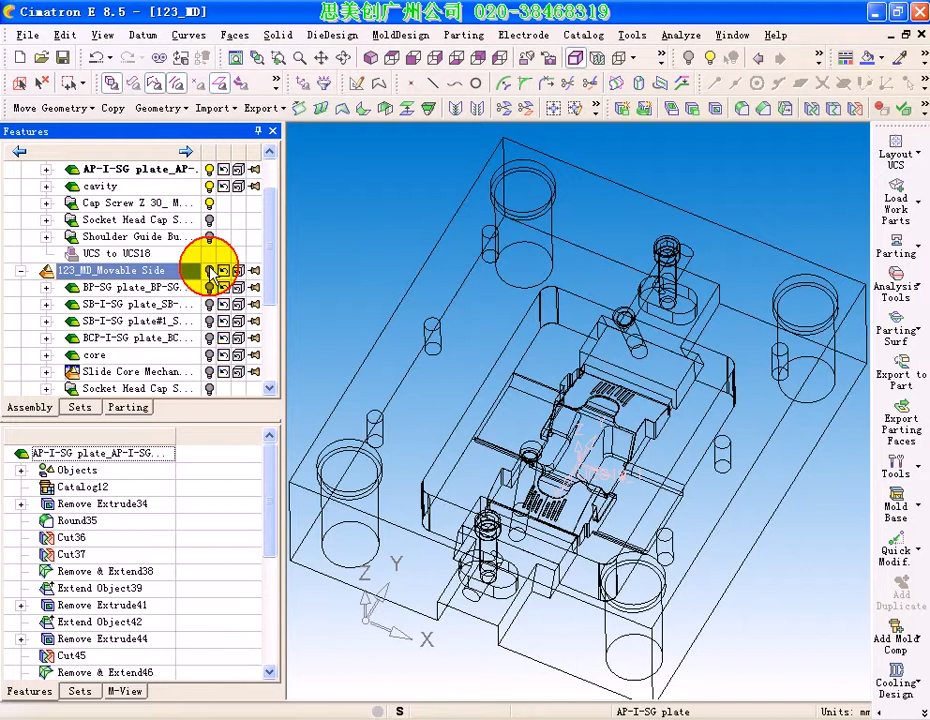 Cimatron E 8.5 - [123_MD]
思美创广州公司 020-38468319
File Edit View Datum Curves Faces Solid DieDesign MoldDesign Parting Electrode Catalog Tools Analyze Window Help
Move Geometry Copy Geometry Import Export
Features
AP-I-SG plate_AP-.
cavity
Cap Screw Z 30_ M...
Socket Head Cap S...
Shoulder Guide Bu...
UCS to UCS18
123_MD_Movable Side
BP-SG plate_BP-SG.
SB-I-SG plate_SB-.
SB-I-SG plate#1_S...
BCP-I-SG plate_BC...
core
Slide Core Mechan...
Socket Head Cap S...
Assembly Sets Parting
AP-I-SG plate_AP-I-SG...
Objects
Catalog12
Remove Extrude34
Round35
Cut36
Cut37
Remove & Extend38
Extend Object39
Remove Extrude41
Extend Object42
Remove Extrude44
Cut45
Remove & Extend46
Features Sets M-View
Z
Y
X
Layout UCS
Load Work Parts
Parting
Analysis Tools
Parting Surf
Export to Part
Export Parting Faces
Tools
Mold Base
Quick Modif.
Add Duplicate
Add Mold Comp
Cooling Design
S
AP-I-SG plate
Units: mm